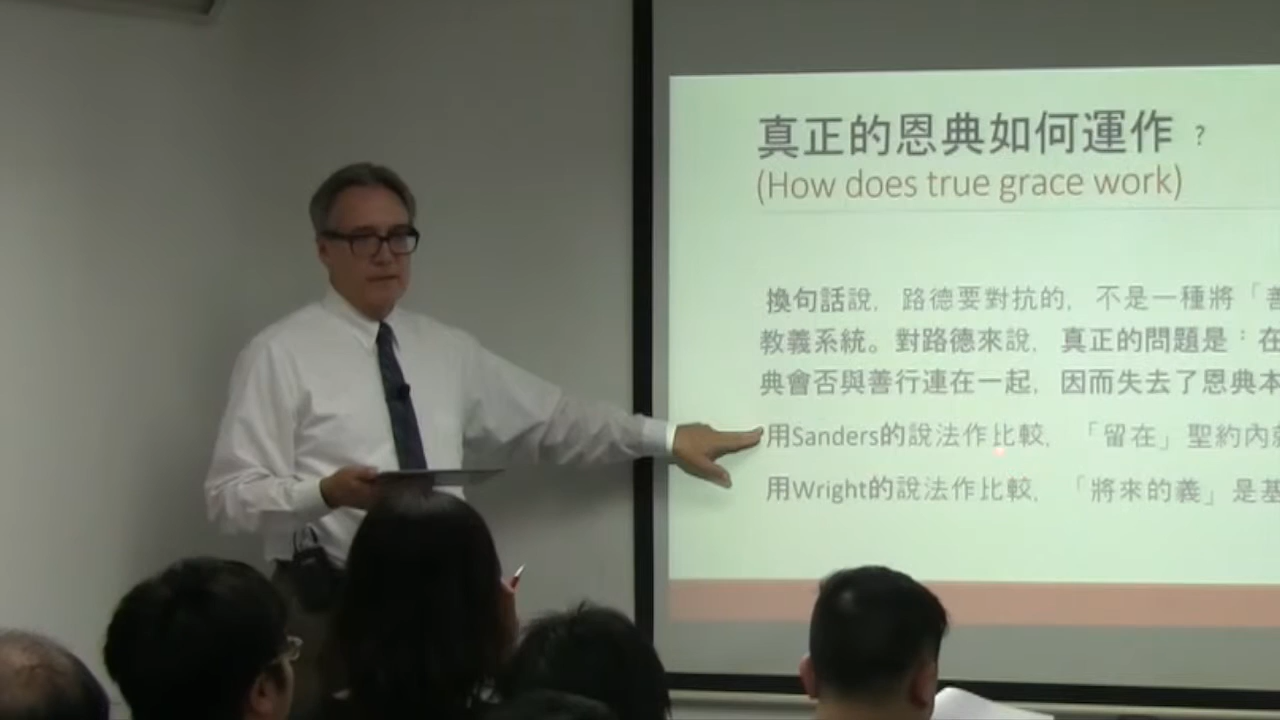 真正的恩典如何運作？
(How does true grace work)
換句話說，路德要對抗的，不是一種將「善
教義系統。對路德來說，真正的問題是：在
典會否與善行連在一起，因而失去了恩典本
用Sanders的說法作比較，「留在」聖約內
用Wright的說法作比較，「將來的義」是基